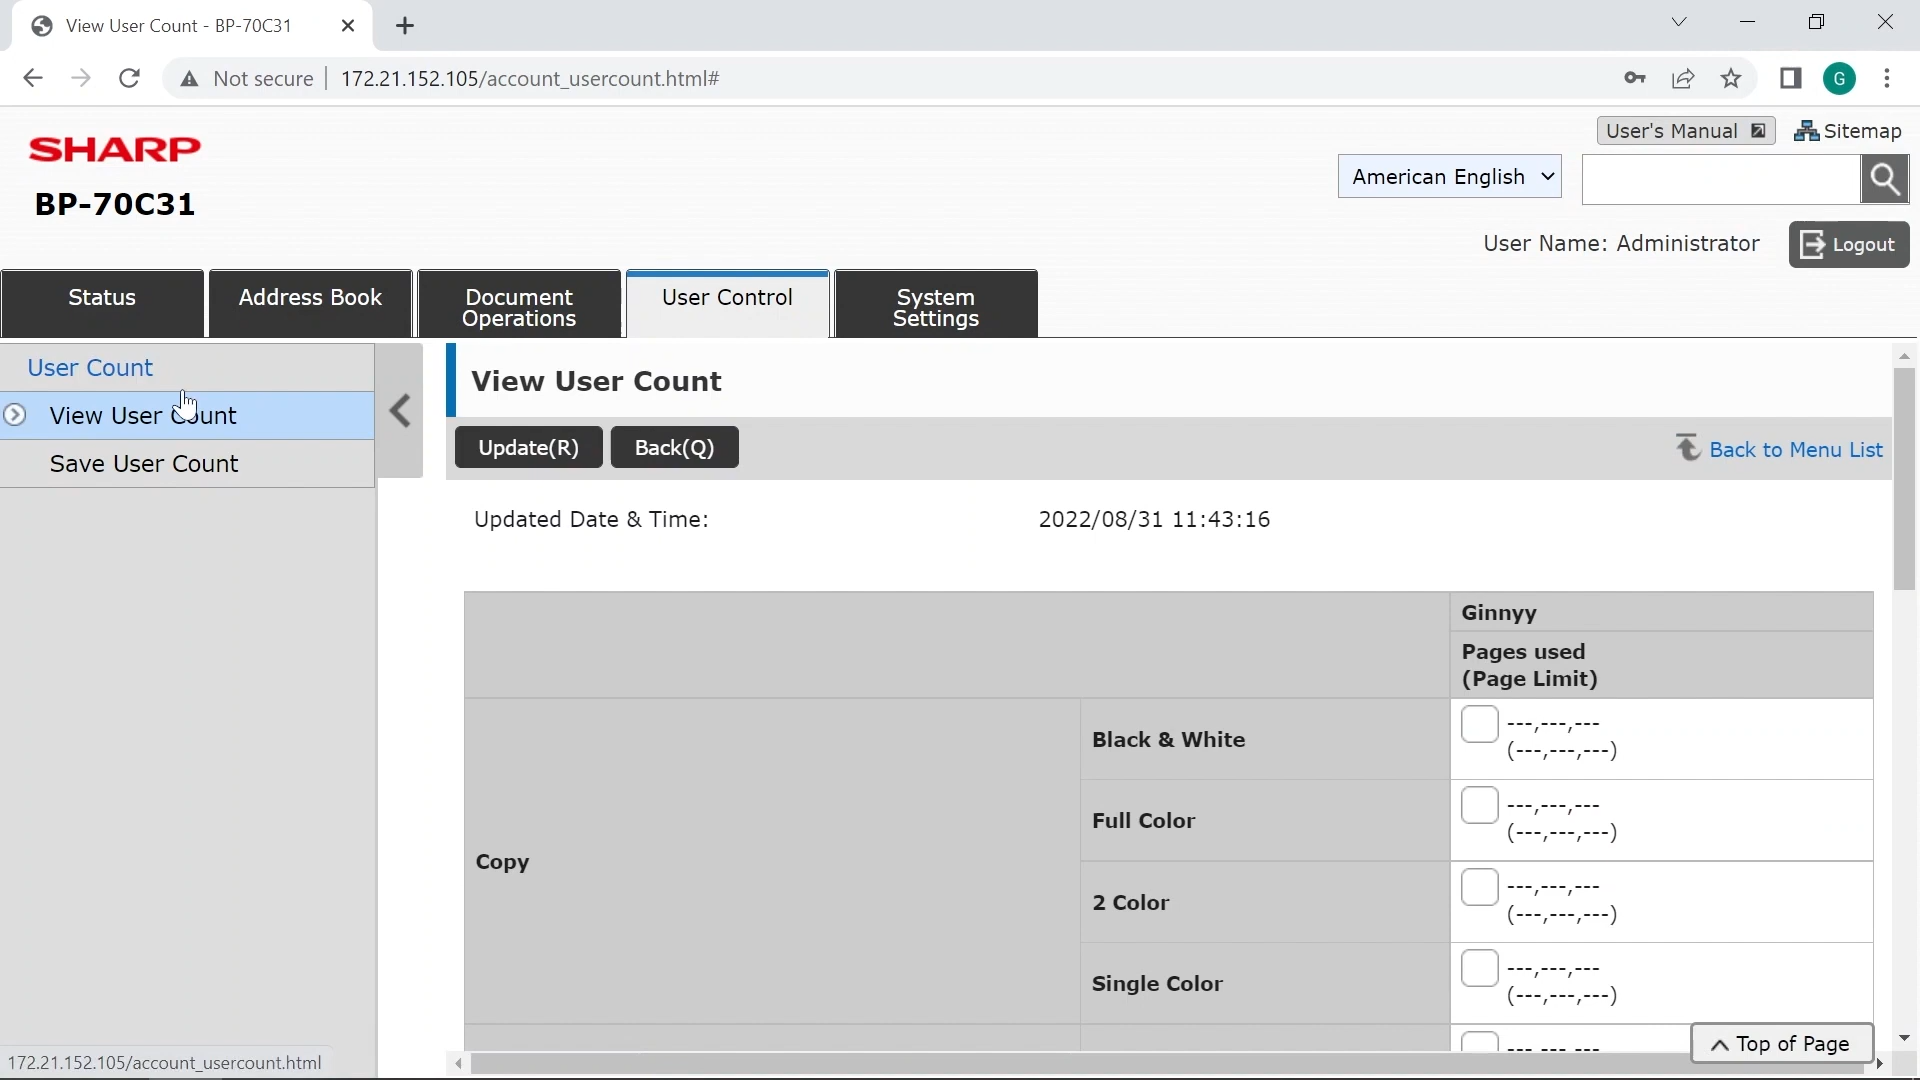 View User Count - BP-70C31
Not secure
172.21.152.105/account_usercount.html#
G
SHARP
BP-70C31
User's Manual
Sitemap
American English
User Name: Administrator
Logout
Status
Address Book
Document Operations
User Control
System Settings
User Count
View User Count
Save User Count
View User Count
Update(R)
Back(Q)
Back to Menu List
Updated Date & Time:
2022/08/31 11:43:16
Ginnyy
Pages used
(Page Limit)
Copy
Black & White
---,---,---
(---,---,---)
Full Color
---,---,---
(---,---,---)
2 Color
---,---,---
(---,---,---)
Single Color
---,---,---
(---,---,---)
---,---,---
Top of Page
172.21.152.105/account_usercount.html